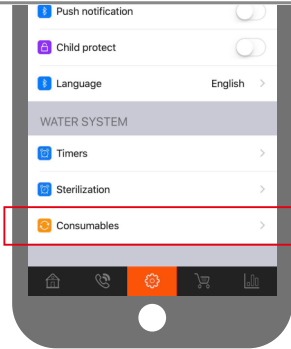 Push notification
Child protect
Language English
WATER SYSTEM
Timers
Sterilization
Consumables